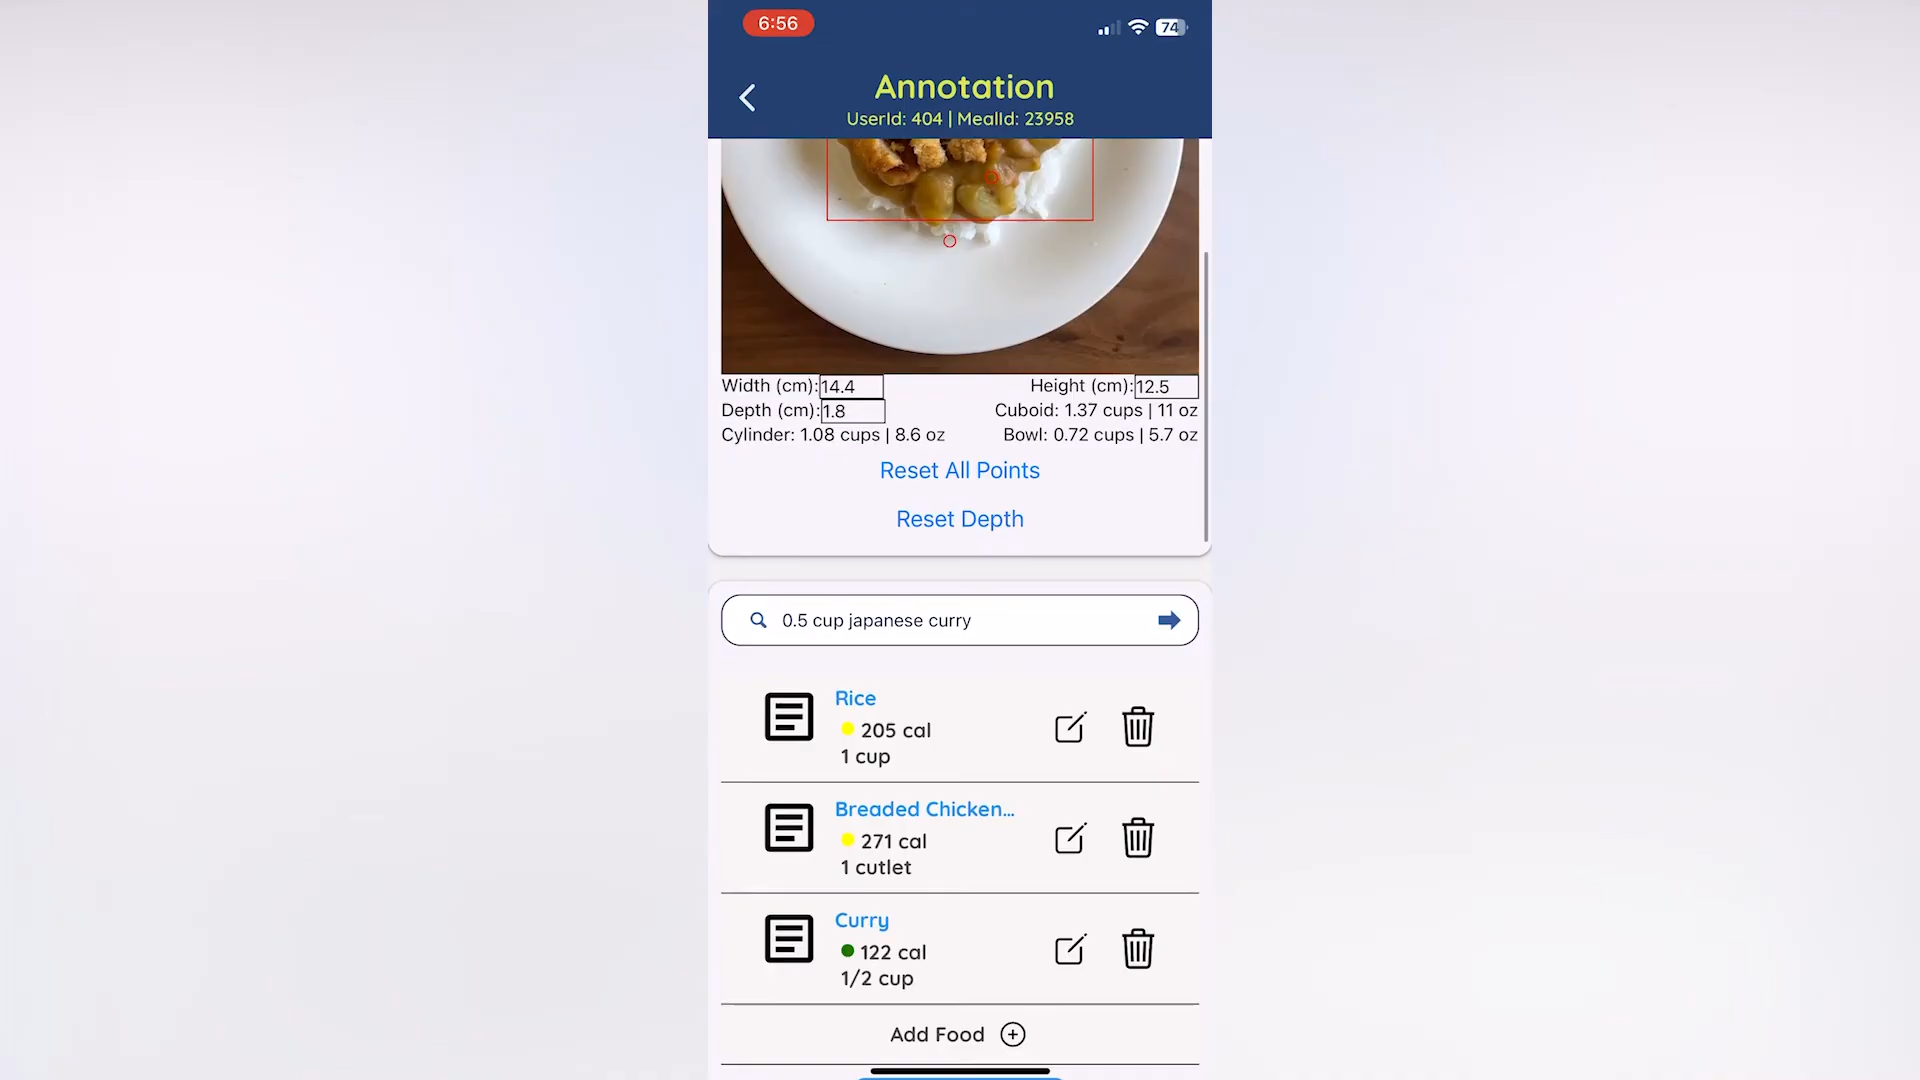 6:56
74
Annotation
UserId: 404 | MealId: 23958
Width (cm): 14.4 Height (cm): 12.5
Depth (cm): 1.8 Cuboid: 1.37 cups | 11 oz
Cylinder: 1.08 cups | 8.6 oz Bowl: 0.72 cups | 5.7 oz
Reset All Points
Reset Depth
0.5 cup japanese curry
Rice
205 cal
1 cup
Breaded Chicken...
271 cal
1 cutlet
Curry
122 cal
1/2 cup
Add Food